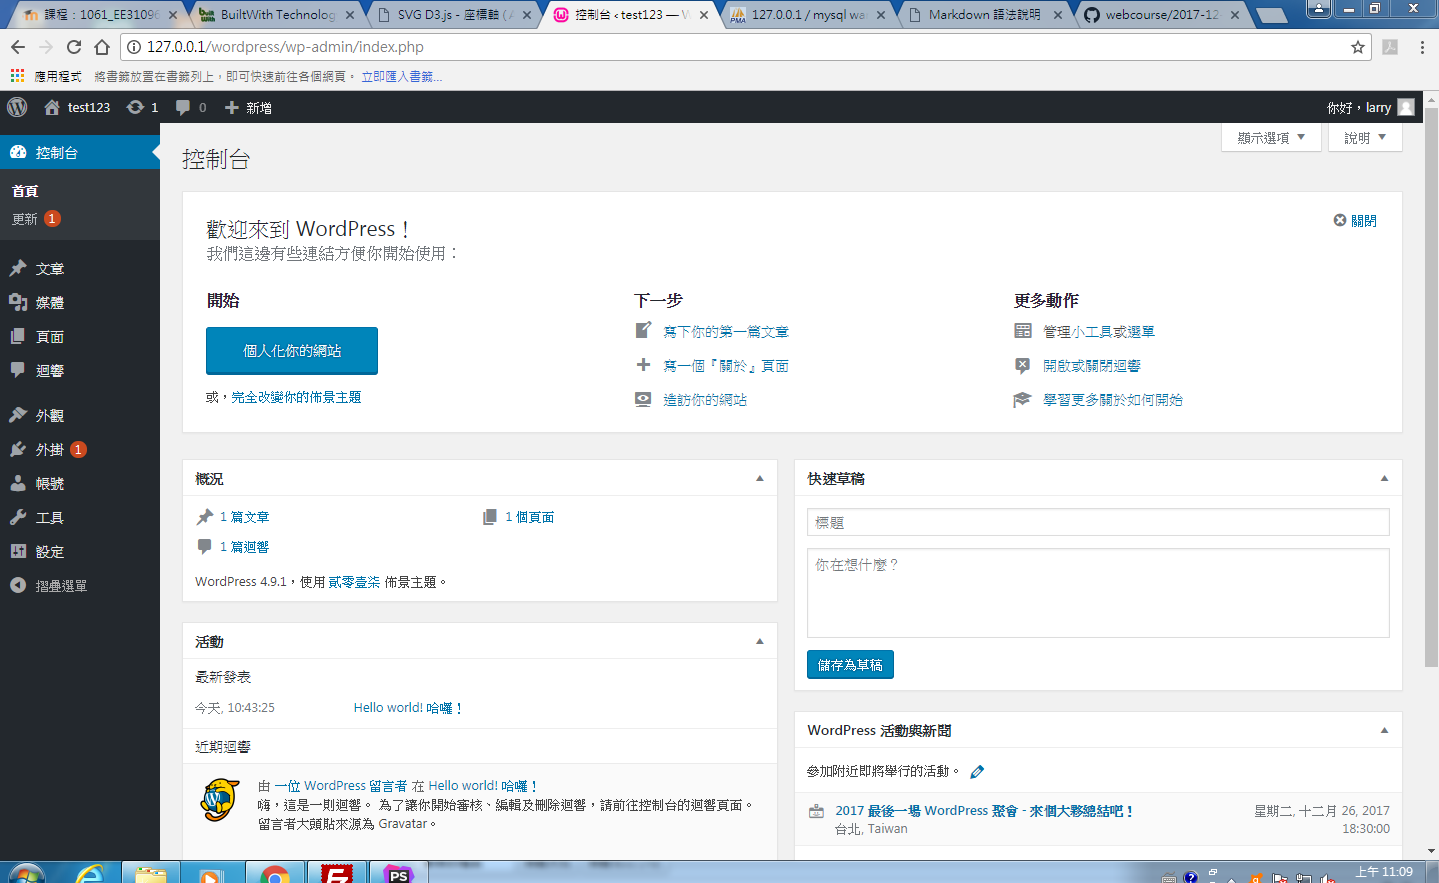 課程：1061_EE3109
BuiltWith Technolog
SVG D3.js - 座標軸 ( A
控制台 ‹ test123 — W
127.0.0.1 / mysql wa
Markdown 語法說明
webcourse/2017-12-
127.0.0.1/wordpress/wp-admin/index.php
應用程式 將書籤放置在書籤列上，即可快速前往各個網頁。 立即匯入書籤...
test123 1 0 新增 你好，larry
控制台
首頁
更新 1
文章
媒體
頁面
迴響
外觀
外掛 1
帳號
工具
設定
摺疊選單
顯示選項 說明
控制台
歡迎來到 WordPress！
關閉
我們這邊有些連結方便你開始使用：
開始
個人化你的網站
或，完全改變你的佈景主題
下一步
寫下你的第一篇文章
寫一個『關於』頁面
造訪你的網站
更多動作
管理小工具或選單
開啟或關閉迴響
學習更多關於如何開始
概況
1 篇文章 1 個頁面
1 篇迴響
WordPress 4.9.1，使用 貳零壹柒 佈景主題。
活動
最新發表
今天, 10:43:25 Hello world! 哈囉！
近期迴響
由 一位 WordPress 留言者 在 Hello world! 哈囉！
嗨，這是一則迴響。 為了讓你開始審核、編輯及刪除迴響，請前往控制台的迴響頁面。
留言者大頭貼來源為 Gravatar。
快速草稿
標題
你在想什麼？
儲存為草稿
WordPress 活動與新聞
參加附近即將舉行的活動。
2017 最後一場 WordPress 聚會 - 來個大夥總結吧！ 星期二, 十二月 26, 2017
台北, Taiwan 18:30:00
PS
上午 11:09